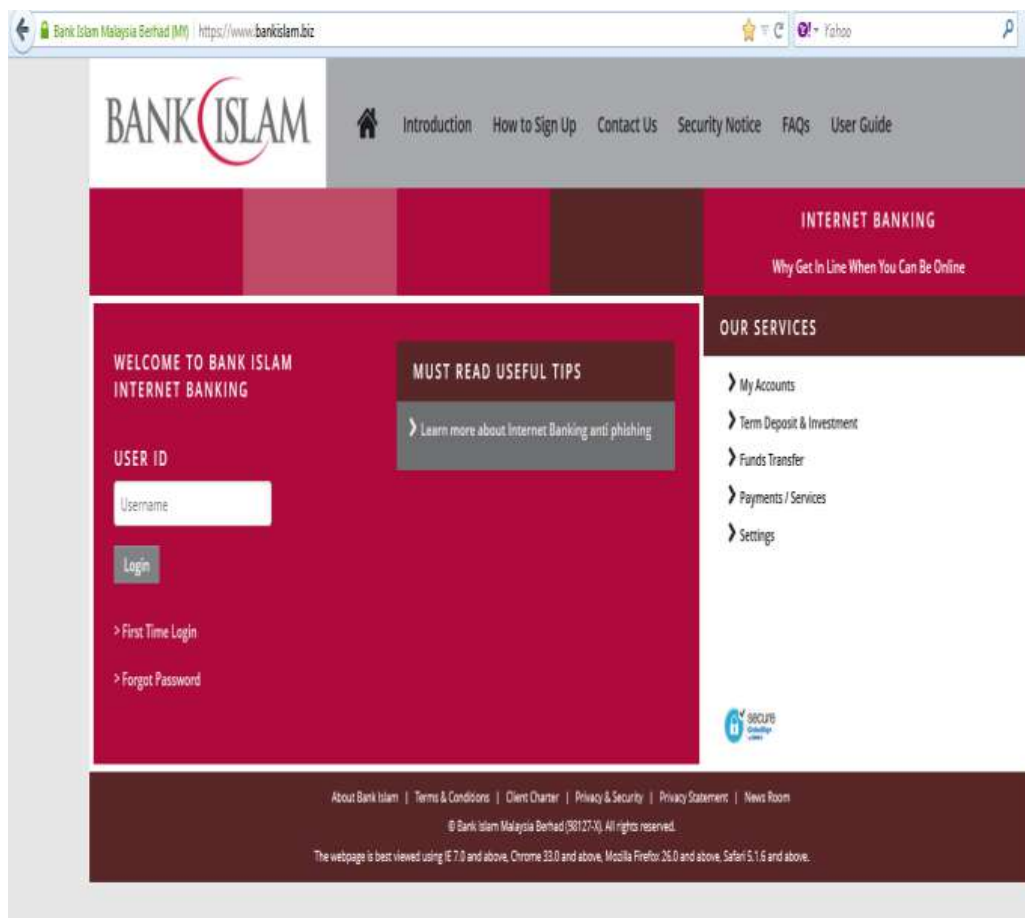 Bank Islam Malaysia Berhad (MY) https://www.bankislam.biz Yahoo
BANK ISLAM
Introduction How to Sign Up Contact Us Security Notice FAQs User Guide
INTERNET BANKING
Why Get In Line When You Can Be Online
WELCOME TO BANK ISLAM
INTERNET BANKING
USER ID
Username
Login
> First Time Login
> Forgot Password
MUST READ USEFUL TIPS
Learn more about Internet Banking anti phishing
OUR SERVICES
My Accounts
Term Deposit & Investment
Funds Transfer
Payments / Services
Settings
secure
GlobalSign
About Bank Islam | Terms & Conditions | Client Charter | Privacy & Security | Privacy Statement | News Room
© Bank Islam Malaysia Berhad (98127-X). All rights reserved.
The webpage is best viewed using IE 7.0 and above, Chrome 33.0 and above, Mozilla Firefox 26.0 and above, Safari 5.1.6 and above.